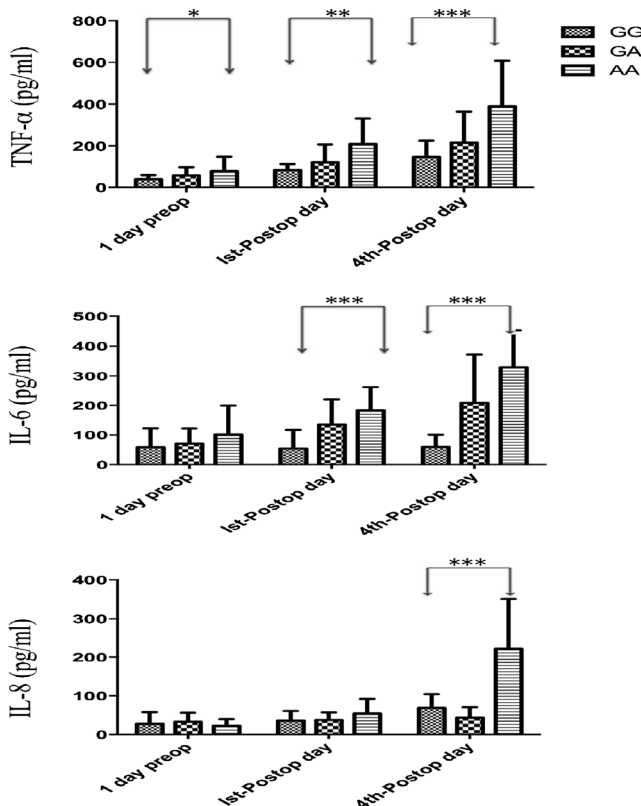 * ** ***
GG
GA
AA
TNF-α (pg/ml)
800
600
400
200
0
1 day preop
Ist-Postop day
4th-Postop day
*** ***
IL-6 (pg/ml)
500
400
300
200
100
0
1 day preop
Ist-Postop day
4th-Postop day
***
IL-8 (pg/ml)
400
300
200
100
0
1 day preop
Ist-Postop day
4th-Postop day